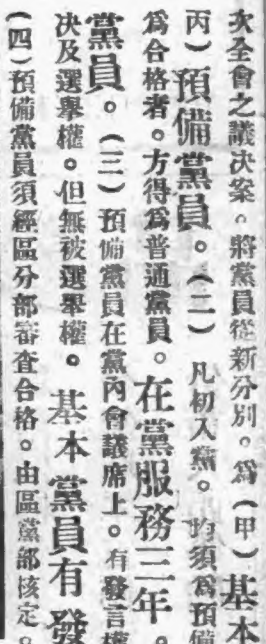 次全會之議決案。將黨員從新分別。爲（甲）基本
丙）預備黨員。（二）凡初入黨。均須爲預備
爲合格者。方得爲普通黨員。在黨服務三年。
黨員。（三）預備黨員在黨內會議席上。有發言權
決及選舉權。但無被選舉權。基本黨員有發
（四）預備黨員須經區分部審查合格。由區黨部核定。